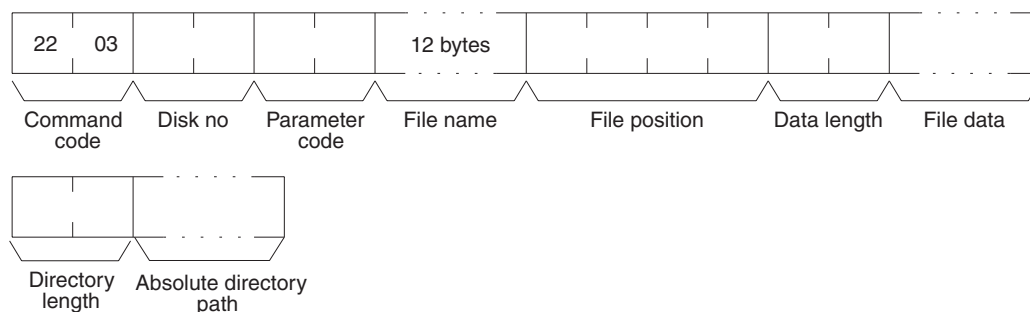 22 03 12 bytes
Command code Disk no Parameter code File name File position Data length File data
Directory length Absolute directory path